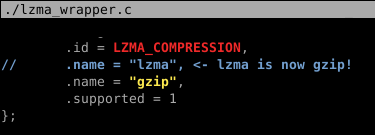 ./lzma_wrapper.c
.id = LZMA_COMPRESSION,
//      .name = "lzma", <- lzma is now gzip!
.name = "gzip",
.supported = 1
};